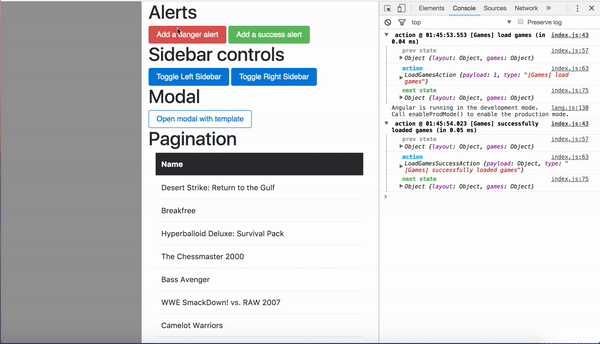 Alerts
Add a danger alert Add a success alert
Sidebar controls
Toggle Left Sidebar Toggle Right Sidebar
Modal
Open modal with template
Pagination
Name
Desert Strike: Return to the Gulf
Breakfree
Hyperballoid Deluxe: Survival Pack
The Chessmaster 2000
Bass Avenger
WWE SmackDown! vs. RAW 2007
Camelot Warriors
Elements Console Sources Network »
top Preserve log
action @ 01:45:53.553 [Games] load games (in 0.04 ms) index.js:43
prev state index.js:57
Object {layout: Object, games: Object}
action index.js:63
LoadGamesAction {payload: 1, type: "[Games] load games"}
next state index.js:75
Object {layout: Object, games: Object}
Angular is running in the development mode. lang.js:130
Call enableProdMode() to enable the production mode.
action @ 01:45:54.023 [Games] successfully loaded games (in 0.05 ms) index.js:43
prev state index.js:57
Object {layout: Object, games: Object}
action index.js:63
LoadGamesSuccessAction {payload: Object, type: "[Games] successfully loaded games"}
next state index.js:75
Object {layout: Object, games: Object}